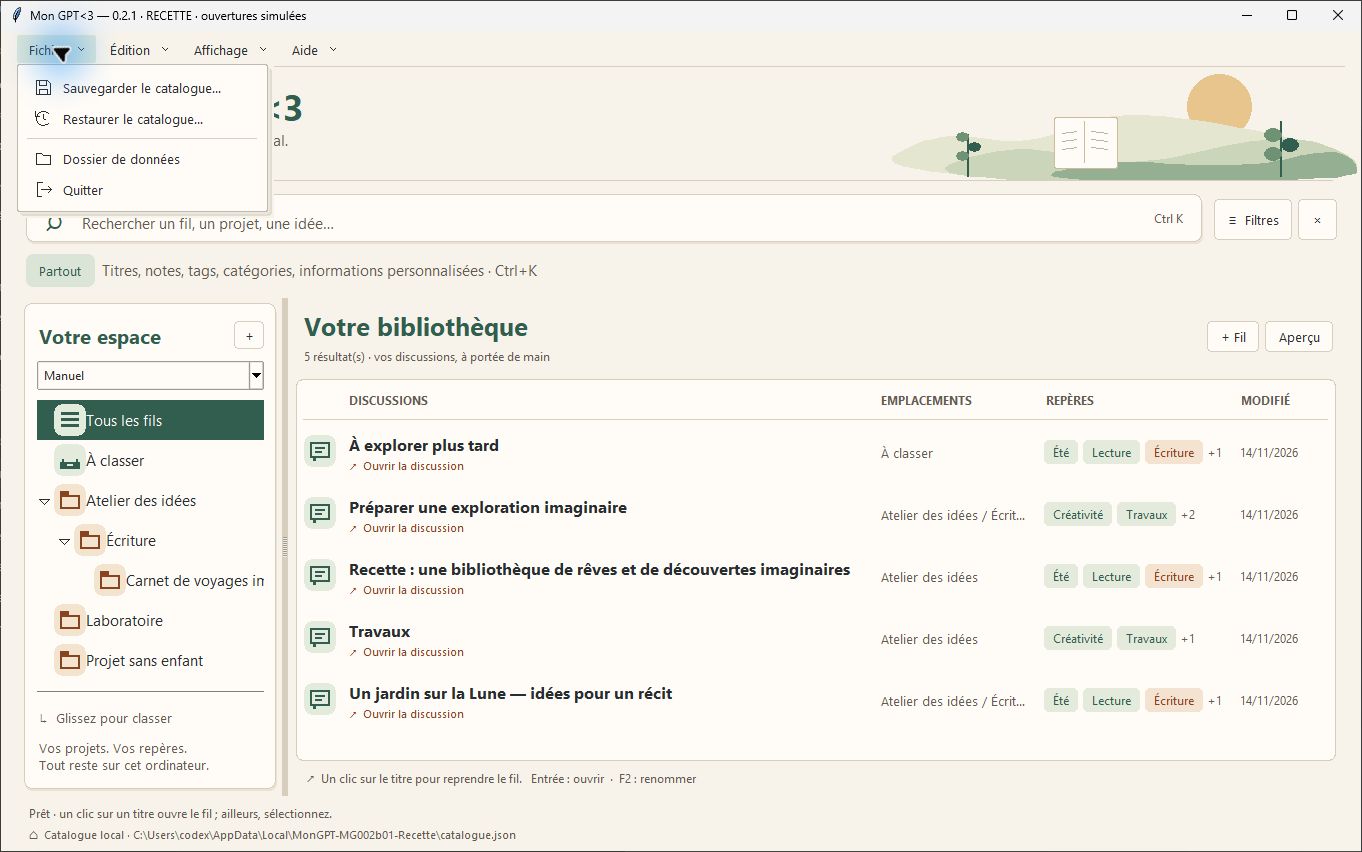 Mon GPT<3 — 0.2.1 · RECETTE · ouvertures simulées
Édition Affichage Aide
Sauvegarder le catalogue...
Restaurer le catalogue...
Dossier de données
Quitter
<3
al.
Rechercher un fil, un projet, une idée... Ctrl K Filtres ×
Partout Titres, notes, tags, catégories, informations personnalisées · Ctrl+K
Votre espace +
Manuel
Tous les fils
À classer
Atelier des idées
Écriture
Carnet de voyages im
Laboratoire
Projet sans enfant
Glissez pour classer
Vos projets. Vos repères.
Tout reste sur cet ordinateur.
Votre bibliothèque
5 résultat(s) · vos discussions, à portée de main
+ Fil Aperçu
DISCUSSIONS EMPLACEMENTS REPÈRES MODIFIÉ
À explorer plus tard À classer Été Lecture Écriture +1 14/11/2026
↗ Ouvrir la discussion
Préparer une exploration imaginaire Atelier des idées / Écrit... Créativité Travaux +2 14/11/2026
↗ Ouvrir la discussion
Recette : une bibliothèque de rêves et de découvertes imaginaires Atelier des idées Été Lecture Écriture +1 14/11/2026
↗ Ouvrir la discussion
Travaux Atelier des idées Créativité Travaux +1 14/11/2026
↗ Ouvrir la discussion
Un jardin sur la Lune — idées pour un récit Atelier des idées / Écrit... Été Lecture Écriture +1 14/11/2026
↗ Ouvrir la discussion
↗ Un clic sur le titre pour reprendre le fil. Entrée : ouvrir · F2 : renommer
Prêt · un clic sur un titre ouvre le fil ; ailleurs, sélectionnez.
Catalogue local · C:\Users\codex\AppData\Local\MonGPT-MG002b01-Recette\catalogue.json